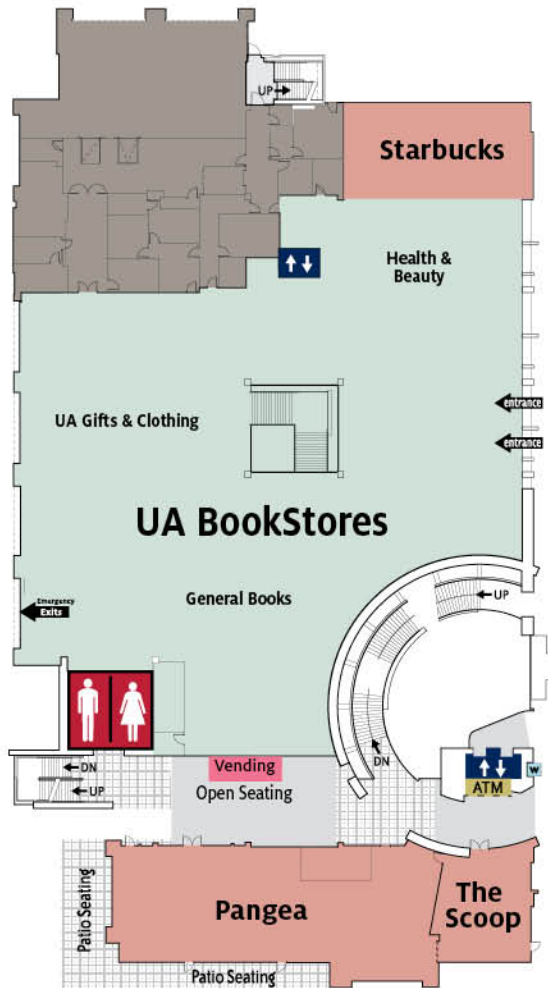 UP
Starbucks
Health &
Beauty
entrance
UA Gifts & Clothing
entrance
UA BookStores
General Books
UP
Emergency
Exits
DN
DN
UP
Vending
Open Seating
ATM
w
Patio Seating
Pangea
The
Scoop
Patio Seating